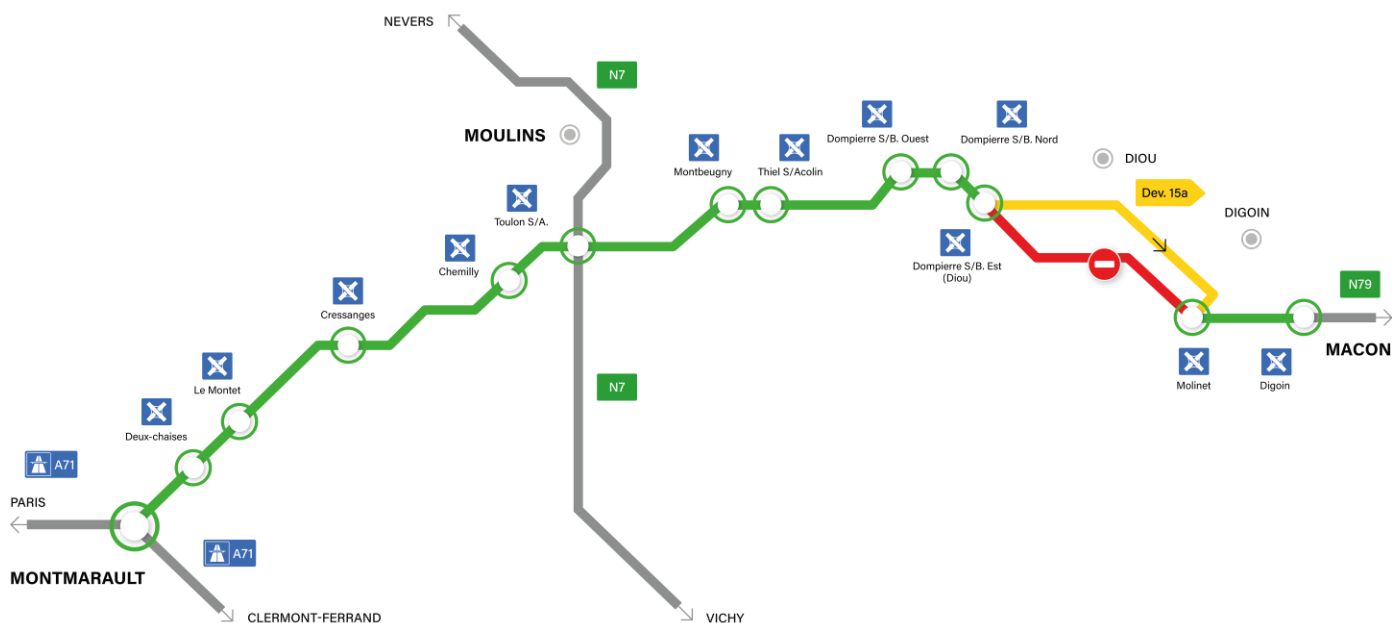 NEVERS
N7
MOULINS
Dompierre S/B. Ouest
Dompierre S/B. Nord
Montbeugny
Thiel S/Acolin
DIOU
Dev. 15a
Toulon S/A.
DIGOIN
Chemilly
Dompierre S/B. Est
(Diou)
N79
Cressanges
MACON
Le Montet
Molinet
Digoin
N7
Deux-chaises
A71
PARIS
A71
MONTMARAULT
CLERMONT-FERRAND
VICHY